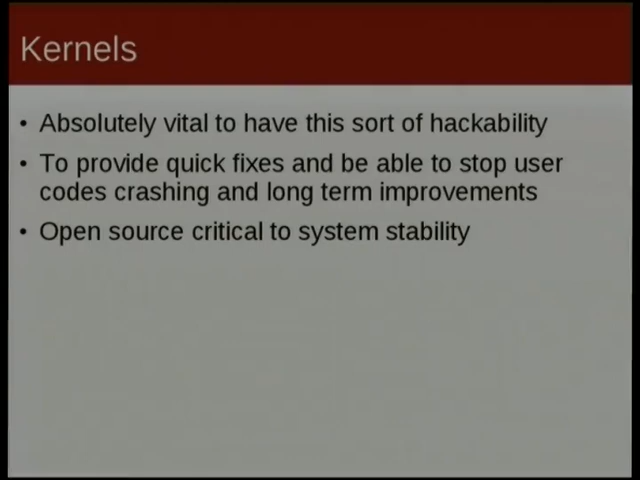 Kernels
• Absolutely vital to have this sort of hackability
• To provide quick fixes and be able to stop user
codes crashing and long term improvements
• Open source critical to system stability